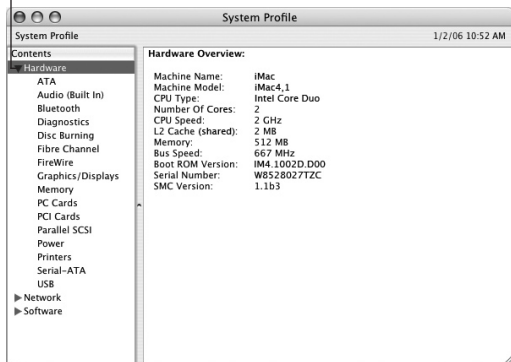 System Profile
System Profile 1/2/06 10:52 AM
Contents
Hardware
ATA
Audio (Built In)
Bluetooth
Diagnostics
Disc Burning
Fibre Channel
FireWire
Graphics/Displays
Memory
PC Cards
PCI Cards
Parallel SCSI
Power
Printers
Serial-ATA
USB
Network
Software
Hardware Overview:
Machine Name: iMac
Machine Model: iMac4,1
CPU Type: Intel Core Duo
Number Of Cores: 2
CPU Speed: 2 GHz
L2 Cache (shared): 2 MB
Memory: 512 MB
Bus Speed: 667 MHz
Boot ROM Version: IM4.1002D.D00
Serial Number: W8528027TZC
SMC Version: 1.1b3